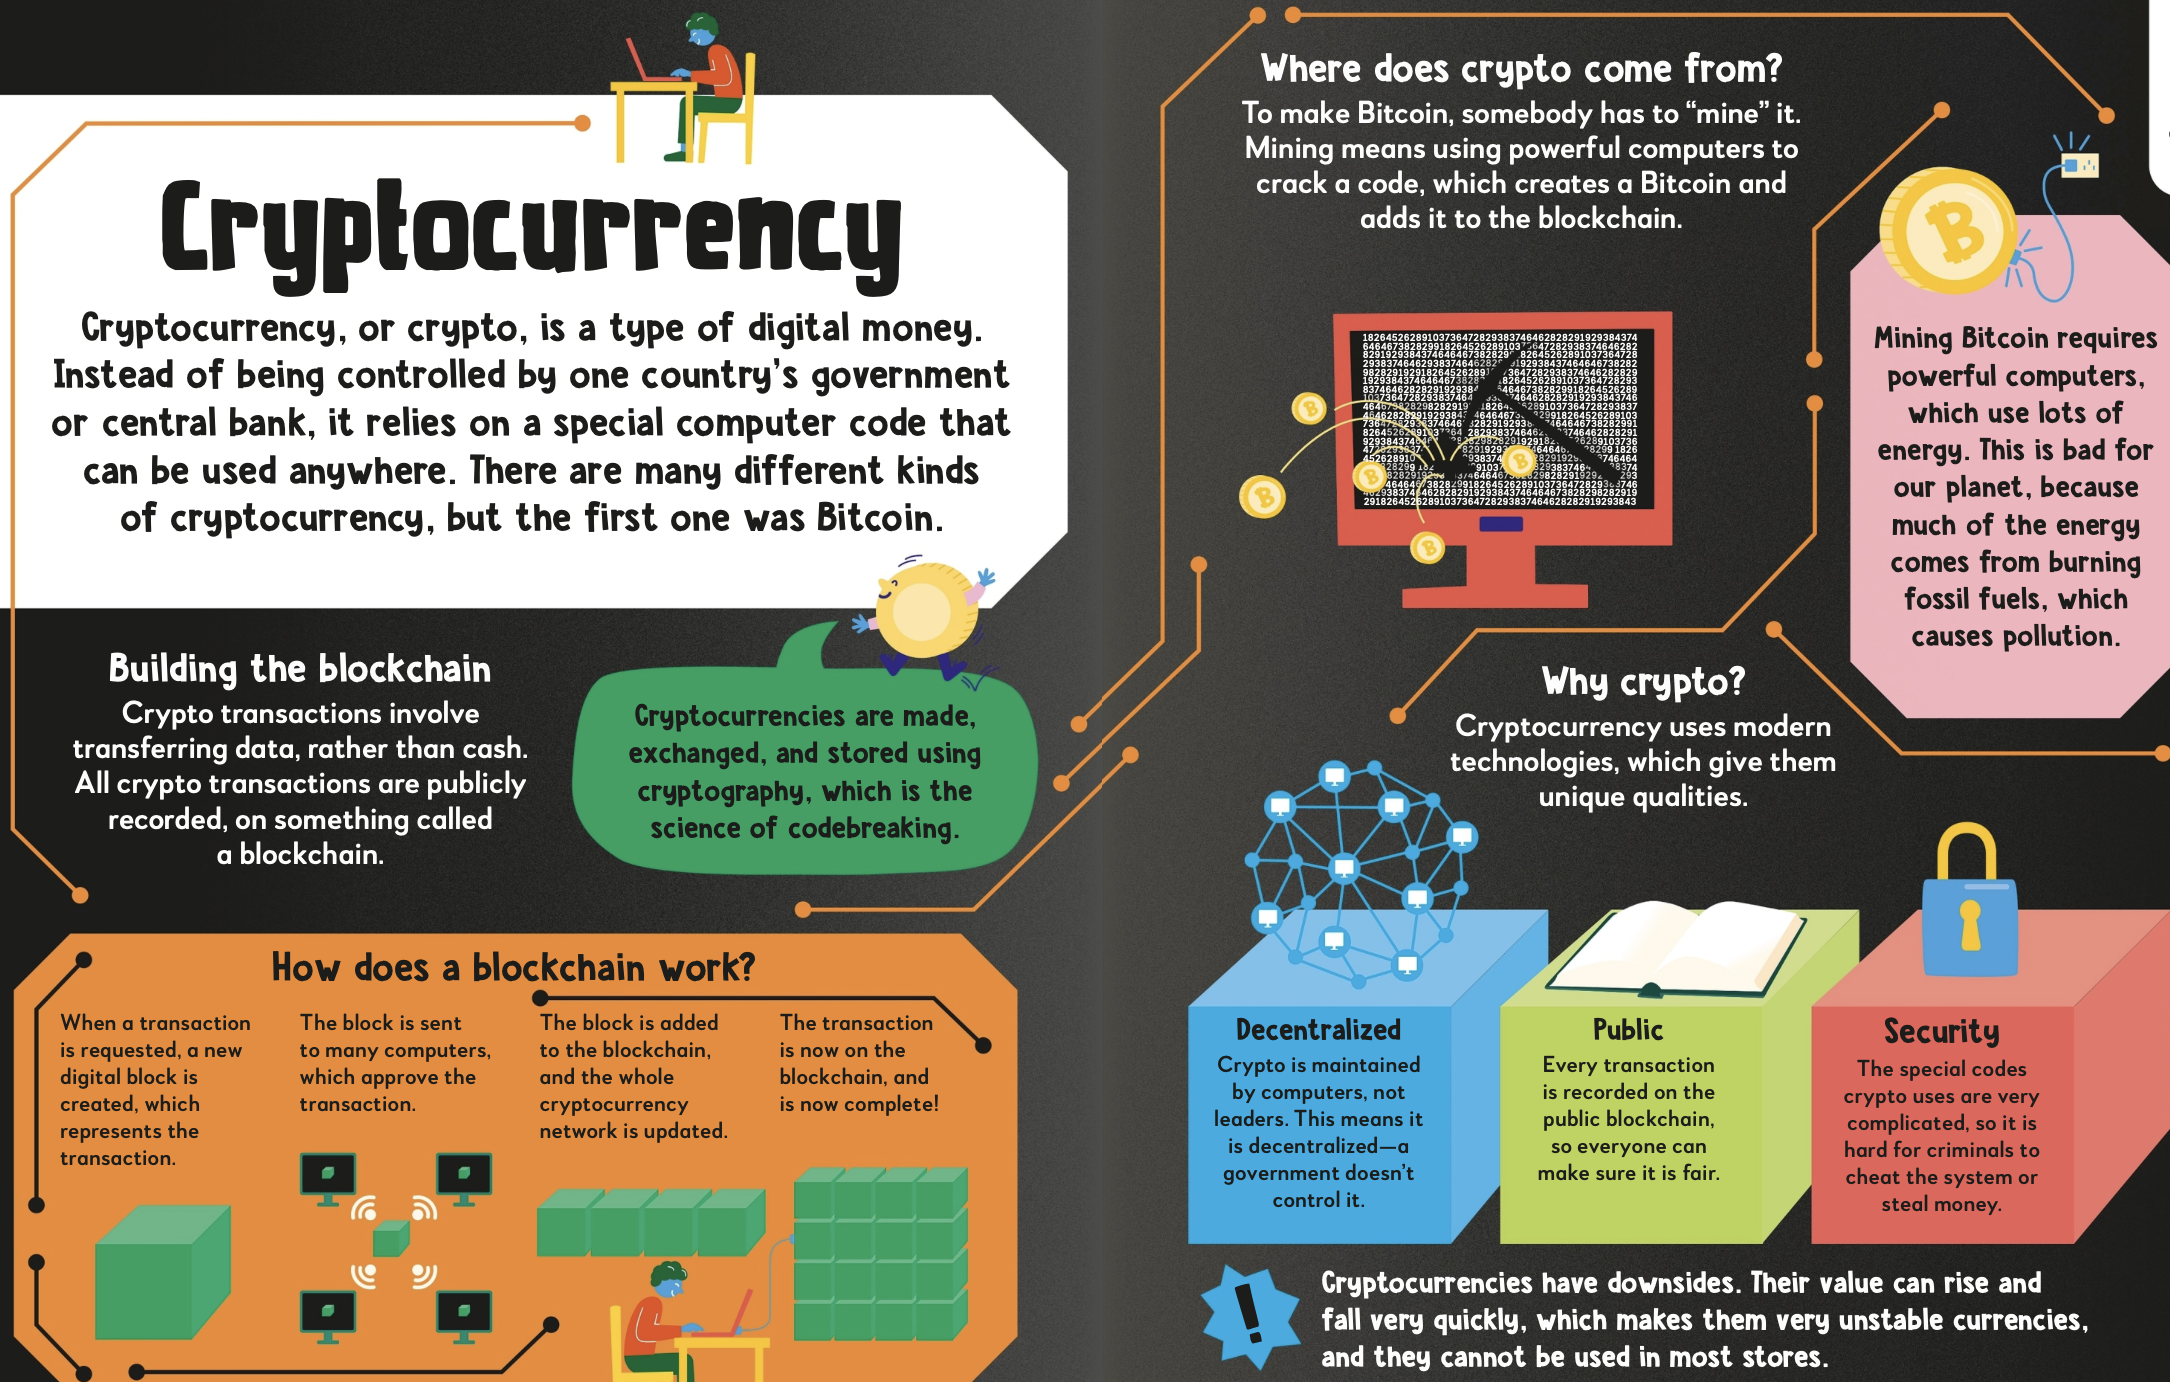 Cryptocurrency
Cryptocurrency, or crypto, is a type of digital money.
Instead of being controlled by one country's government
or central bank, it relies on a special computer code that
can be used anywhere. There are many different kinds
of cryptocurrency, but the first one was Bitcoin.
Building the blockchain
Crypto transactions involve
transferring data, rather than cash.
All crypto transactions are publicly
recorded, on something called
a blockchain.
Cryptocurrencies are made,
exchanged, and stored using
cryptography, which is the
science of codebreaking.
How does a blockchain work?
When a transaction
is requested, a new
digital block is
created, which
represents the
transaction.
The block is sent
to many computers,
which approve the
transaction.
The block is added
to the blockchain,
and the whole
cryptocurrency
network is updated.
The transaction
is now on the
blockchain, and
is now complete!
Where does crypto come from?
To make Bitcoin, somebody has to “mine” it.
Mining means using powerful computers to
crack a code, which creates a Bitcoin and
adds it to the blockchain.
Mining Bitcoin requires
powerful computers,
which use lots of
energy. This is bad for
our planet, because
much of the energy
comes from burning
fossil fuels, which
causes pollution.
Why crypto?
Cryptocurrency uses modern
technologies, which give them
unique qualities.
Decentralized
Crypto is maintained
by computers, not
leaders. This means it
is decentralized—a
government doesn't
control it.
Public
Every transaction
is recorded on the
public blockchain,
so everyone can
make sure it is fair.
Security
The special codes
crypto uses are very
complicated, so it is
hard for criminals to
cheat the system or
steal money.
!
Cryptocurrencies have downsides. Their value can rise and
fall very quickly, which makes them very unstable currencies,
and they cannot be used in most stores.